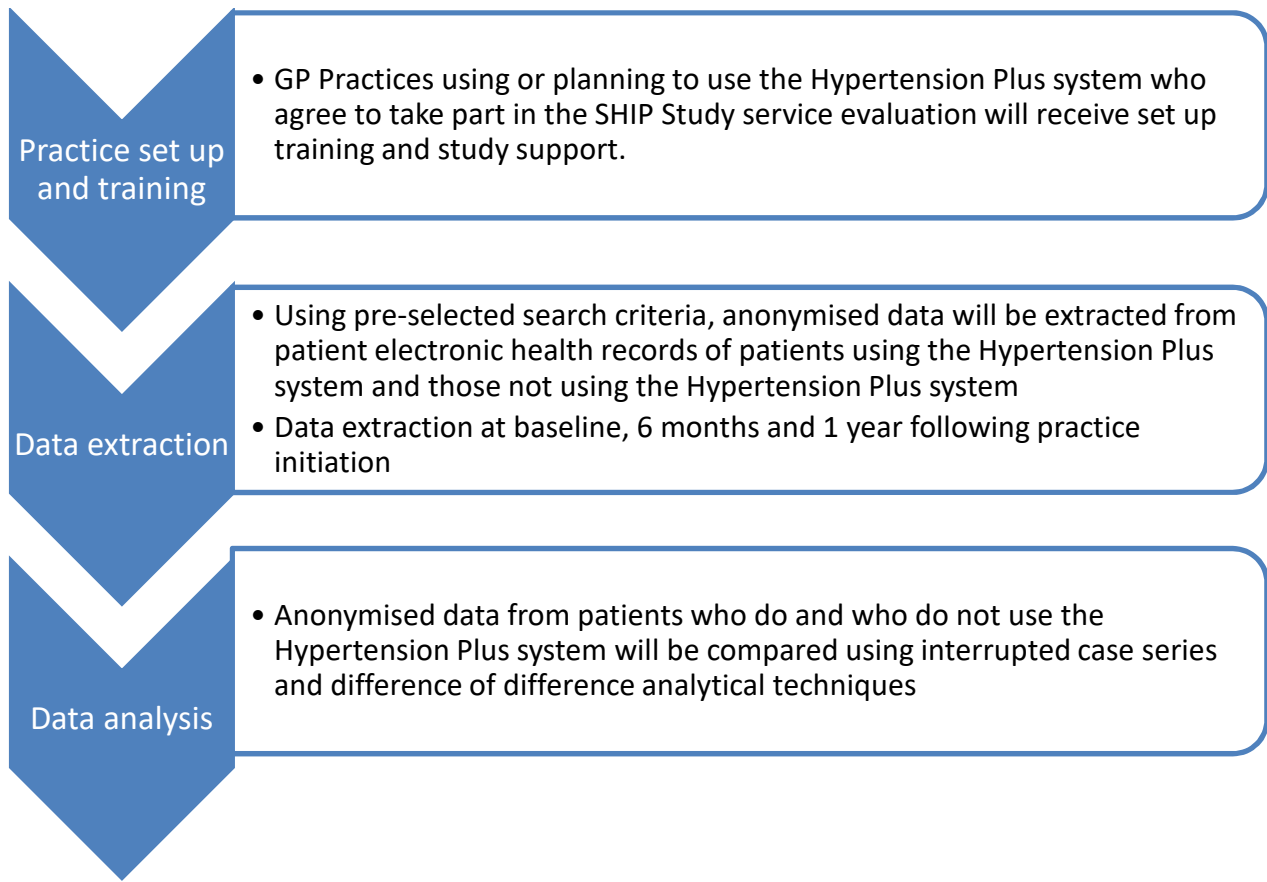 Practice set up
and training
• GP Practices using or planning to use the Hypertension Plus system who
agree to take part in the SHIP Study service evaluation will receive set up
training and study support.
Data extraction
• Using pre-selected search criteria, anonymised data will be extracted from
patient electronic health records of patients using the Hypertension Plus
system and those not using the Hypertension Plus system
• Data extraction at baseline, 6 months and 1 year following practice
initiation
Data analysis
• Anonymised data from patients who do and who do not use the
Hypertension Plus system will be compared using interrupted case series
and difference of difference analytical techniques